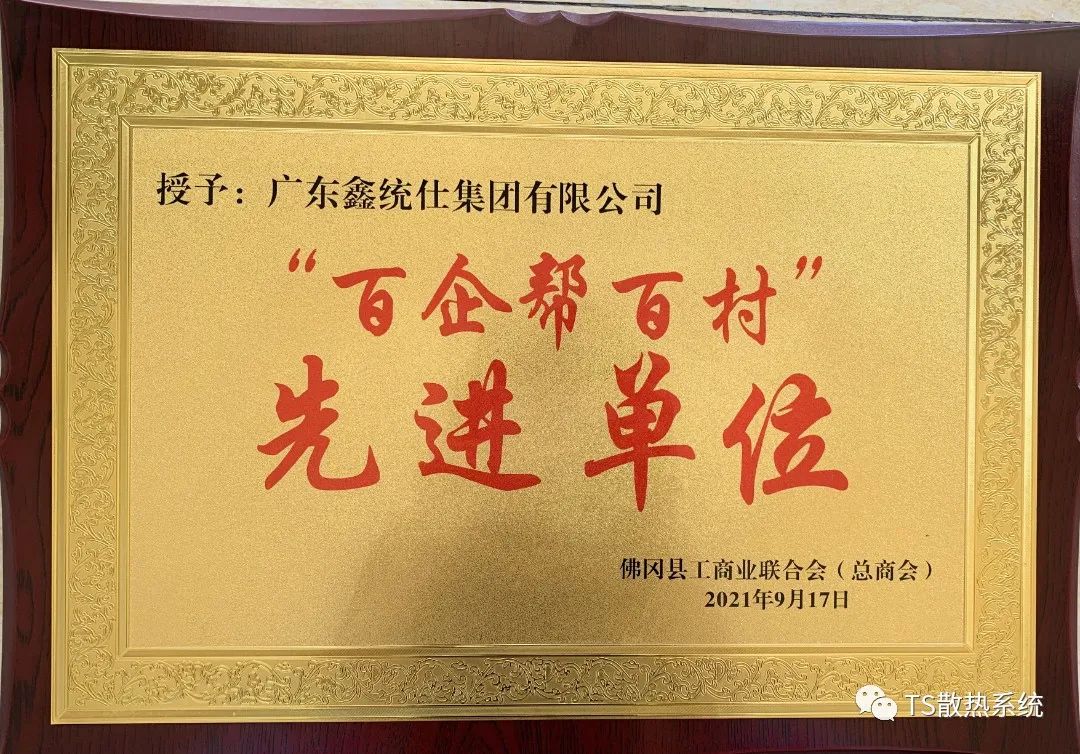 授予：广东鑫统仕集团有限公司
“百企帮百村”
先进单位
佛冈县工商业联合会（总商会）
2021年9月17日
TS散热系统